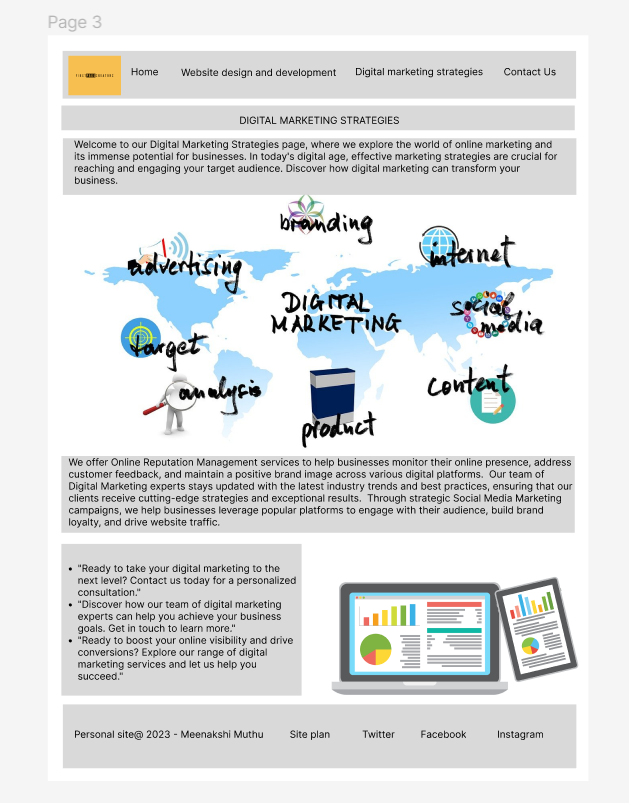 Page 3
Home Website design and development Digital marketing strategies Contact Us
DIGITAL MARKETING STRATEGIES
Welcome to our Digital Marketing Strategies page, where we explore the world of online marketing and
its immense potential for businesses. In today's digital age, effective marketing strategies are crucial for
reaching and engaging your target audience. Discover how digital marketing can transform your
business.
branding
advertising
internet
DIGITAL
MARKETING
social
media
target
analysis
content
product
We offer Online Reputation Management services to help businesses monitor their online presence, address
customer feedback, and maintain a positive brand image across various digital platforms. Our team of
Digital Marketing experts stays updated with the latest industry trends and best practices, ensuring that our
clients receive cutting-edge strategies and exceptional results. Through strategic Social Media Marketing
campaigns, we help businesses leverage popular platforms to engage with their audience, build brand
loyalty, and drive website traffic.
• "Ready to take your digital marketing to the
next level? Contact us today for a personalized
consultation."
• "Discover how our team of digital marketing
experts can help you achieve your business
goals. Get in touch to learn more."
• "Ready to boost your online visibility and drive
conversions? Explore our range of digital
marketing services and let us help you
succeed."
Personal site@ 2023 - Meenakshi Muthu Site plan Twitter Facebook Instagram